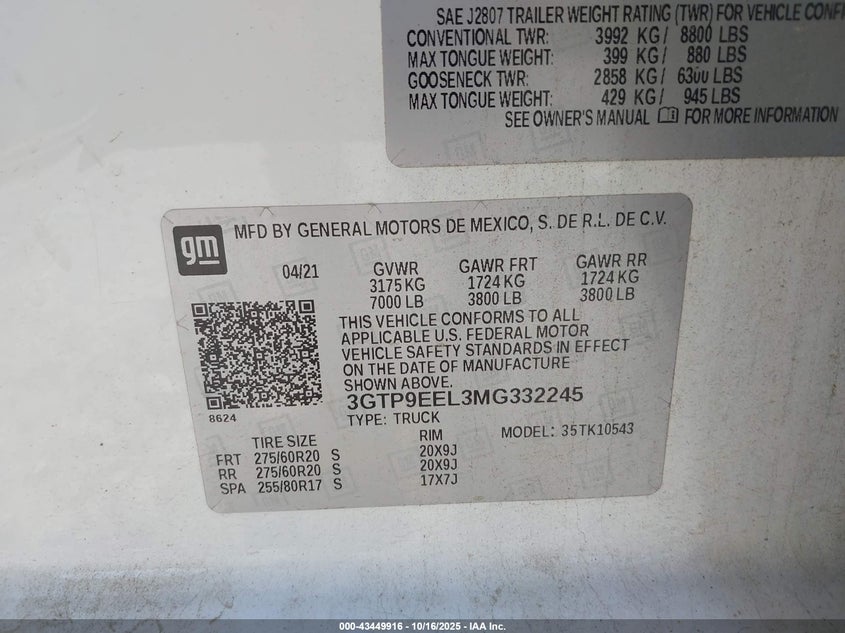 SAE J2807 TRAILER WEIGHT RATING (TWR) FOR VEHICLE
CONVENTIONAL TWR: 3992 KG/ 8800 LBS
MAX TONGUE WEIGHT: 399 KG/ 880 LBS
GOOSENECK TWR: 2858 KG/ 6300 LBS
MAX TONGUE WEIGHT: 429 KG/ 945 LBS
SEE OWNER'S MANUAL FOR MORE INFORMATION
gm
MFD BY GENERAL MOTORS DE MEXICO, S. DE R.L. DE C.V.
04/21 GVWR GAWR FRT GAWR RR
3175 KG 1724 KG 1724 KG
7000 LB 3800 LB 3800 LB
THIS VEHICLE CONFORMS TO ALL
APPLICABLE U.S. FEDERAL MOTOR
VEHICLE SAFETY STANDARDS IN EFFECT
ON THE DATE OF MANUFACTURE
SHOWN ABOVE.
3GTP9EEL3MG332245
8624
TYPE: TRUCK
MODEL: 35TK10543
TIRE SIZE RIM
FRT 275/60R20 S 20X9J
RR 275/60R20 S 20X9J
SPA 255/80R17 S 17X7J
000-43449916 - 10/16/2025 - IAA Inc.